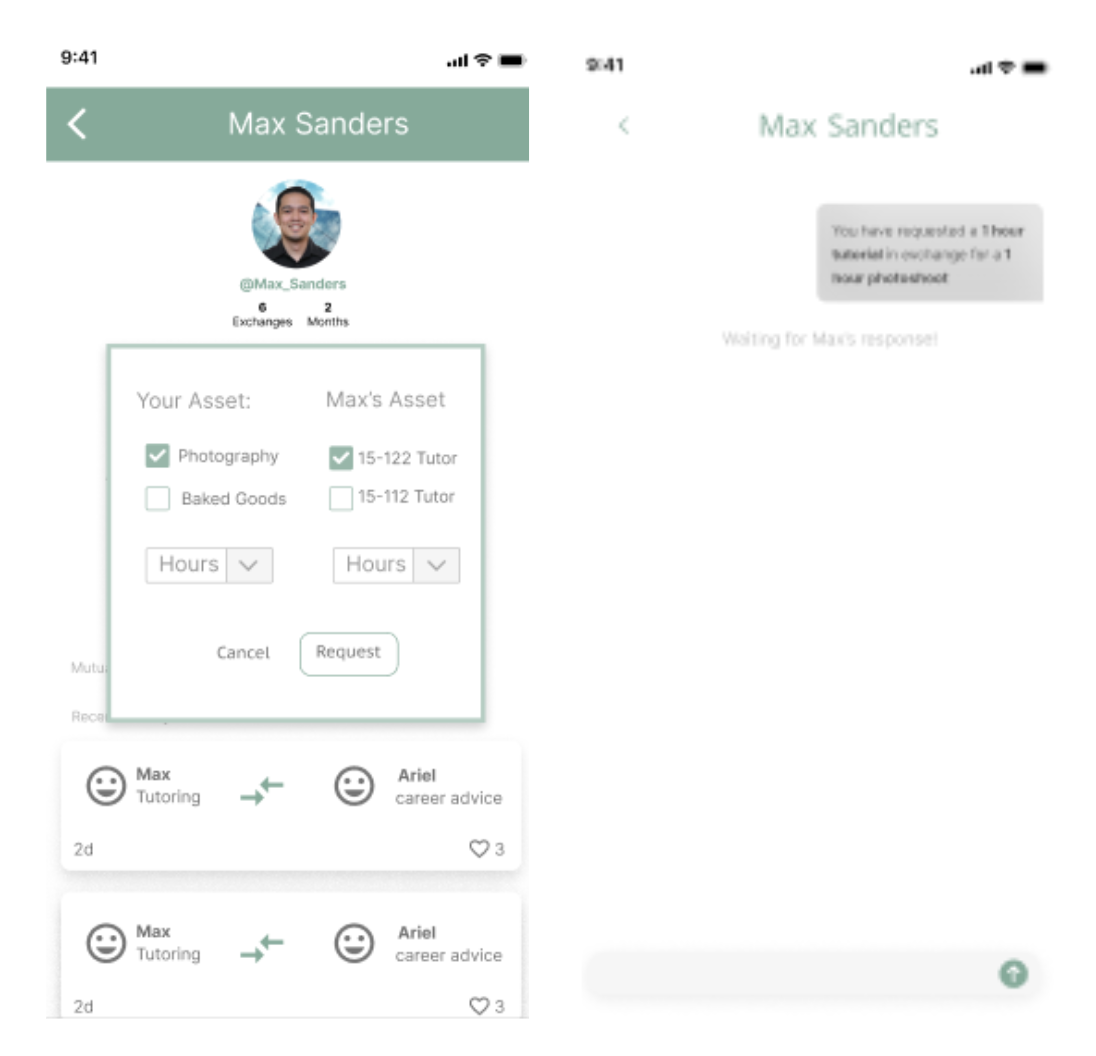 9:41
Max Sanders
@Max_Sanders
6 2
Exchanges Months
Your Asset: Max's Asset
Photography 15-122 Tutor
Baked Goods 15-112 Tutor
Hours Hours
Cancel Request
Mutu
Rece
Max Ariel
Tutoring career advice
2d 3
Max Ariel
Tutoring career advice
2d 3
9:41
Max Sanders
You have requested a 1 hour
tutorial in exchange for a 1
hour photoshoot
Waiting for Max's response!